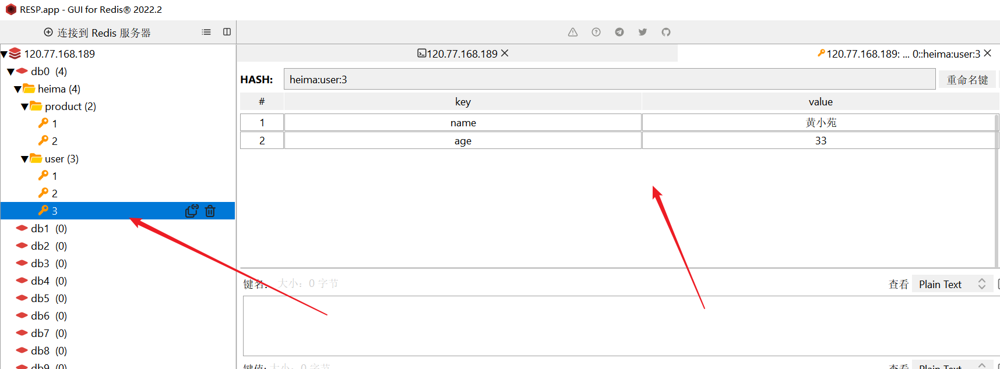 RESP.app - GUI for Redis® 2022.2
连接到 Redis 服务器
120.77.168.189
db0 (4)
heima (4)
product (2)
1
2
user (3)
1
2
3
db1 (0)
db2 (0)
db3 (0)
db4 (0)
db5 (0)
db6 (0)
db7 (0)
db8 (0)
db9 (0)
120.77.168.189
120.77.168.189: ... 0::heima:user:3
HASH: heima:user:3 重命名键
# key value
1 name 黄小苑
2 age 33
键名: 大小: 0 字节 查看 Plain Text
键值: 大小: 0 字节 查看 Plain Text